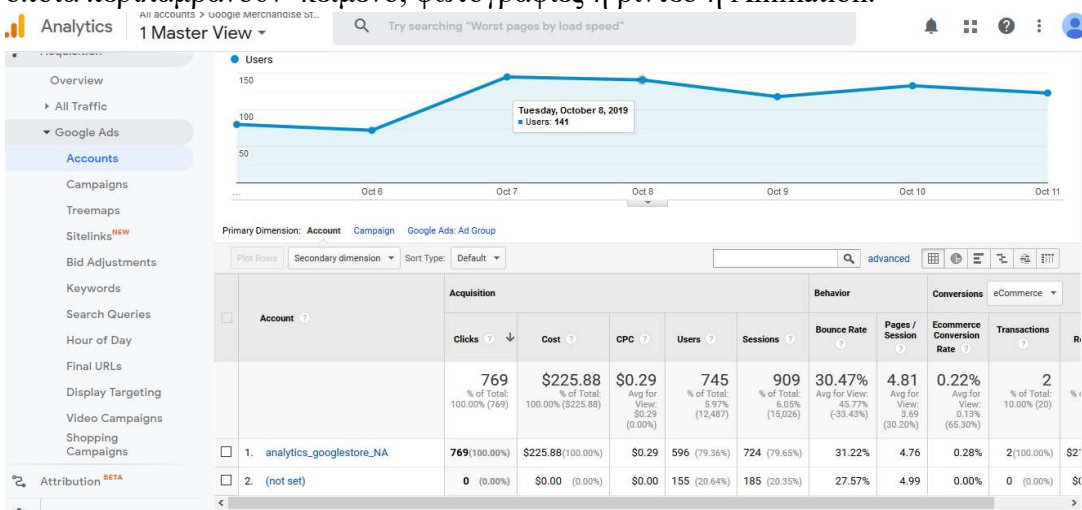 Analytics
All accounts > Google Merchandise St...
1 Master View
Try searching "Worst pages by load speed"
Overview
All Traffic
Google Ads
Accounts
Campaigns
Treemaps
Sitelinks NEW
Bid Adjustments
Keywords
Search Queries
Hour of Day
Final URLs
Display Targeting
Video Campaigns
Shopping
Campaigns
Attribution BETA
Users
150
100
50
Tuesday, October 8, 2019
Users: 141
... Oct 6 Oct 7 Oct 8 Oct 9 Oct 10 Oct 11
Primary Dimension: Account Campaign Google Ads: Ad Group
Plot Rows Secondary dimension Sort Type: Default advanced
Account
Acquisition Behavior Conversions eCommerce
Clicks Cost CPC Users Sessions Bounce Rate Pages / Session Ecommerce Conversion Rate Transactions
769 $225.88 $0.29 745 909 30.47% 4.81 0.22% 2
% of Total: 100.00% (769) % of Total: 100.00% ($225.88) Avg for View: $0.29 (0.00%) % of Total: 5.97% (12,487) % of Total: 6.05% (15,026) Avg for View: 45.77% (-33.43%) Avg for View: 3.69 (30.20%) Avg for View: 0.13% (65.30%) % of Total: 10.00% (20)
1. analytics_googlestore_NA 769(100.00%) $225.88(100.00%) $0.29 596 (79.36%) 724 (79.65%) 31.22% 4.76 0.28% 2(100.00%)
2. (not set) 0 (0.00%) $0.00 (0.00%) $0.00 155 (20.64%) 185 (20.35%) 27.57% 4.99 0.00% 0 (0.00%)